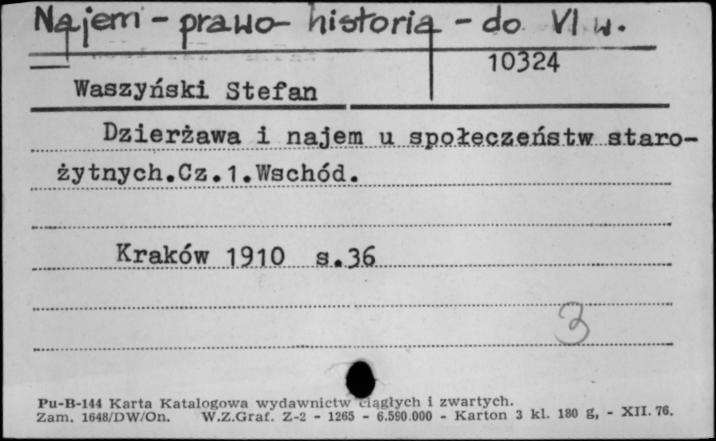 Najem - prawo - historia - do VI w.
10324
Waszyński Stefan
Dzierżawa i najem u społeczeństw staro-
żytnych.Cz.1.Wschód.
Kraków 1910 s.36
3
Pu-B-144 Karta Katalogowa wydawnictw ciągłych i zwartych.
Zam. 1648/DW/On. W.Z.Graf. Z-2 - 1265 - 6.590.000 - Karton 3 kl. 180 g, - XII. 76.